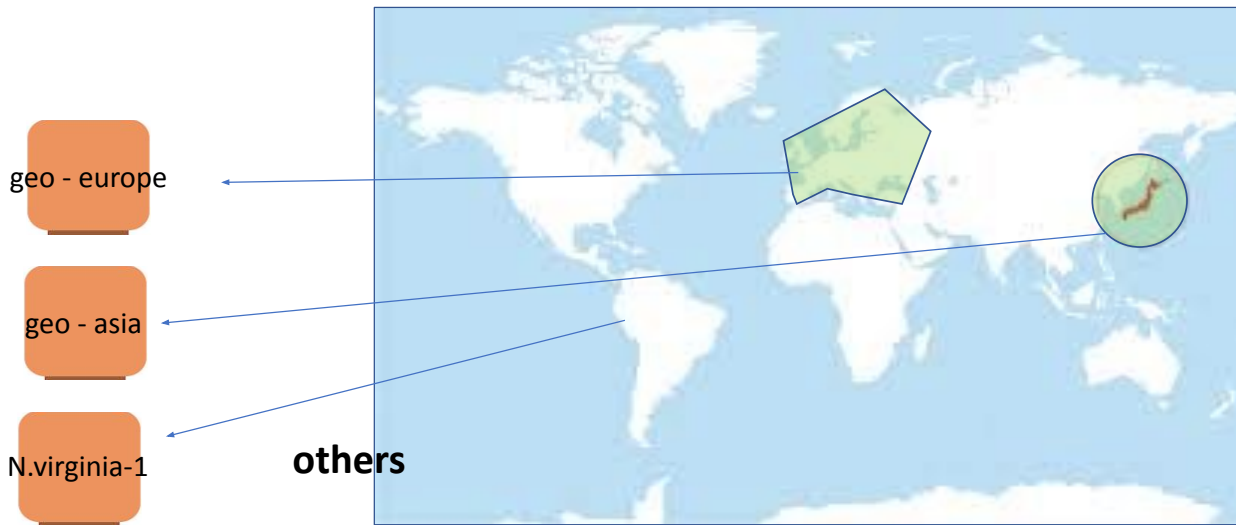 geo - europe
geo - asia
N.virginia-1
others